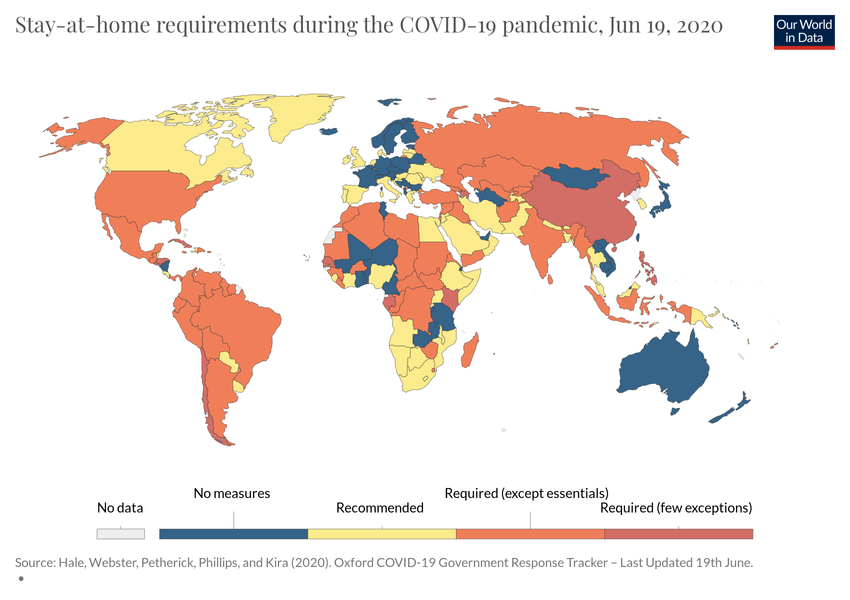 Stay-at-home requirements during the COVID-19 pandemic, Jun 19, 2020
Our World
in Data
No data
No measures
Recommended
Required (except essentials)
Required (few exceptions)
Source: Hale, Webster, Petherick, Phillips, and Kira (2020). Oxford COVID-19 Government Response Tracker – Last Updated 19th June.
•